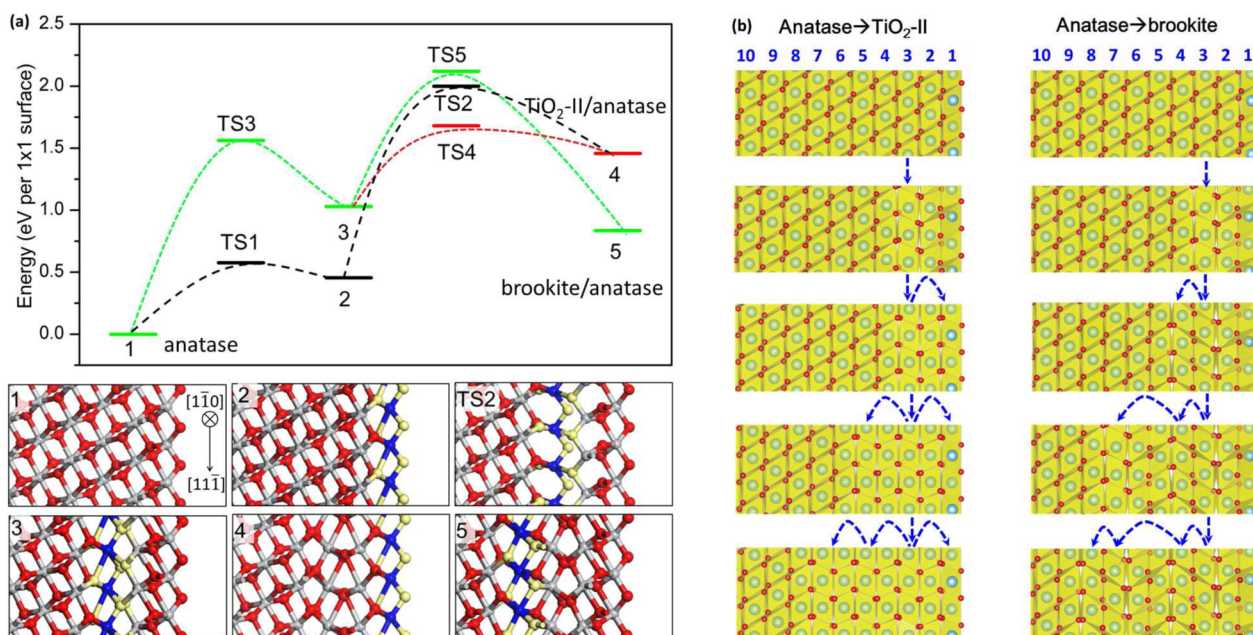 (a)
2.5
2.0
1.5
1.0
0.5
0.0
Energy (eV per 1x1 surface)
TS5
TS2
TiO₂-II/anatase
TS3
TS4
4
3
TS1
5
2
brookite/anatase
1
anatase
1
[11̅0]
[111̅]
2
TS2
3
4
5
(b)
Anatase→TiO₂-II
10 9 8 7 6 5 4 3 2 1
Anatase→brookite
10 9 8 7 6 5 4 3 2 1